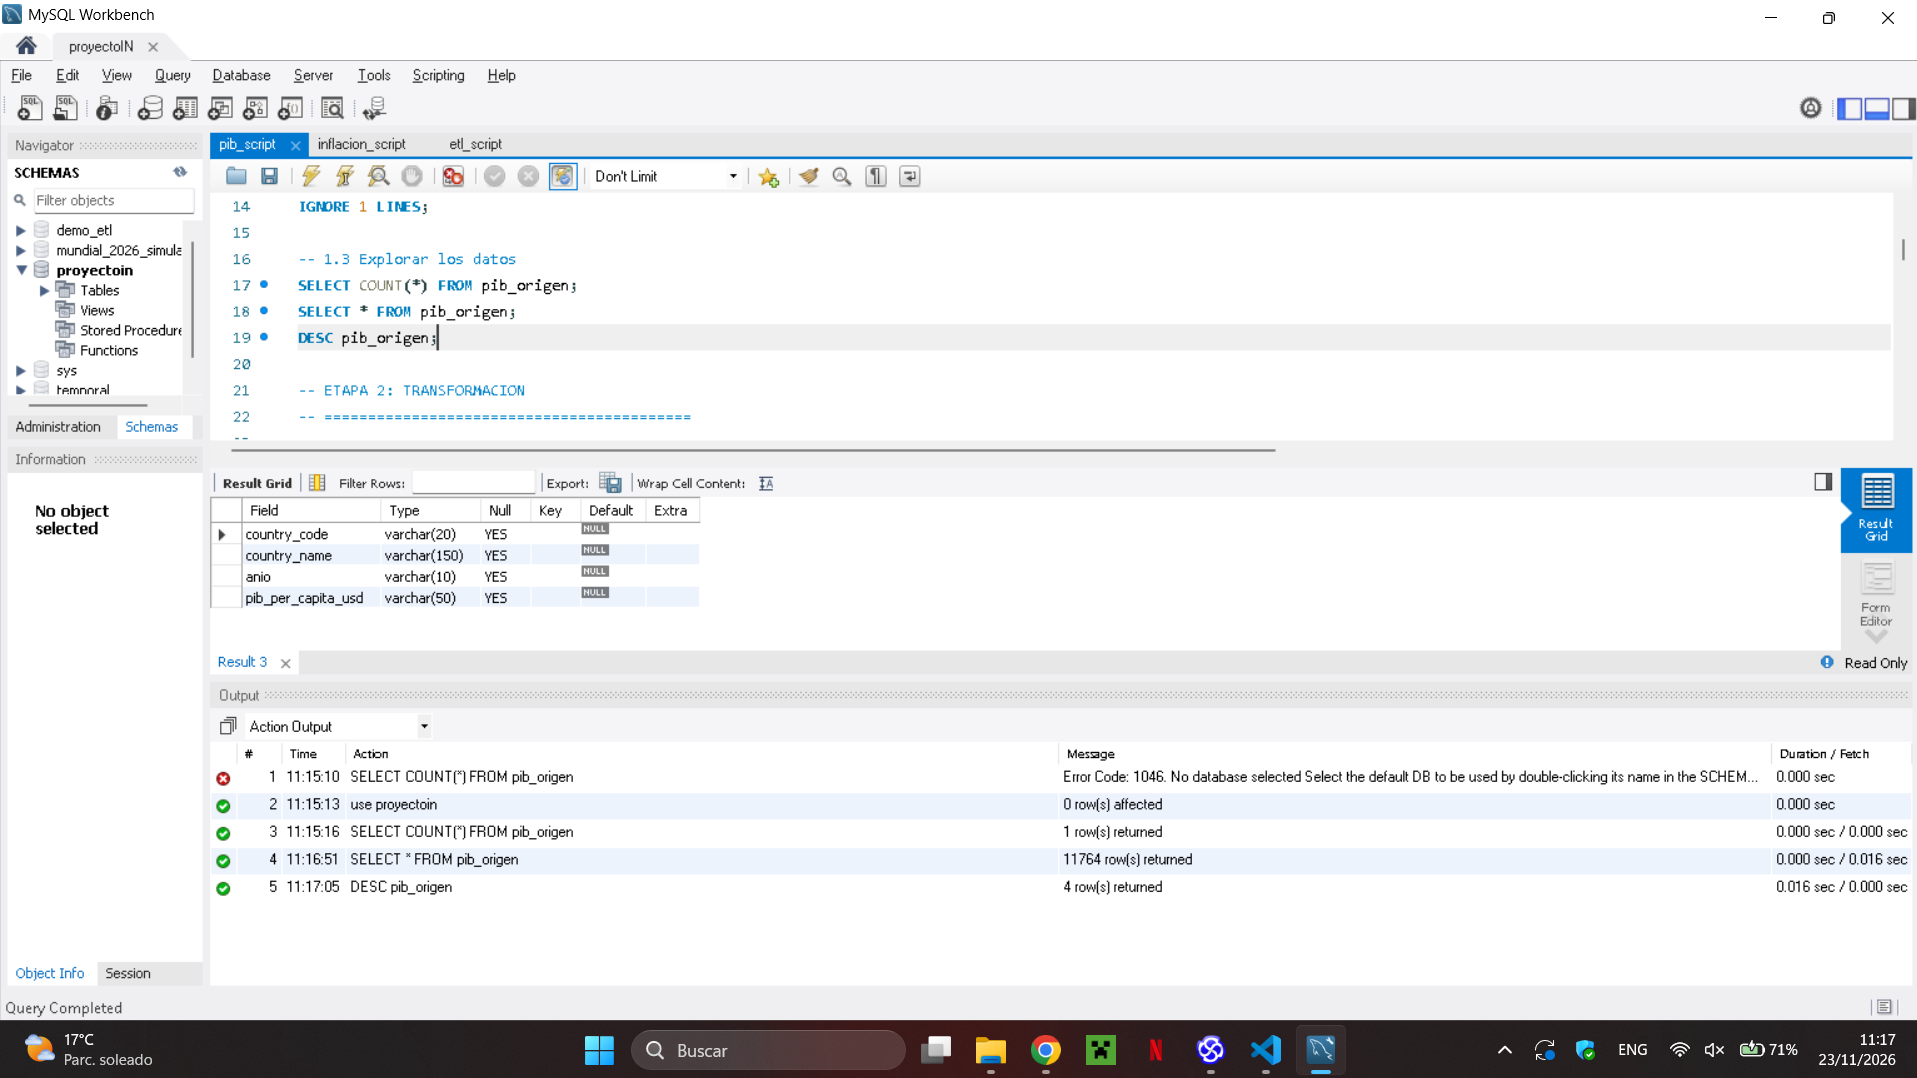 MySQL Workbench
proyectoIN
File Edit View Query Database Server Tools Scripting Help
Navigator
SCHEMAS
Filter objects
demo_etl
mundial_2026_simula
proyectoin
Tables
Views
Stored Procedure
Functions
sys
temporal
Administration Schemas
Information
No object
selected
Object Info Session
pib_script inflacion_script etl_script
Don't Limit
14 IGNORE 1 LINES;
15
16 -- 1.3 Explorar los datos
17 SELECT COUNT(*) FROM pib_origen;
18 SELECT * FROM pib_origen;
19 DESC pib_origen;
20
21 -- ETAPA 2: TRANSFORMACION
22 -- ==========================================
Result Grid Filter Rows: Export: Wrap Cell Content:
Field Type Null Key Default Extra
country_code varchar(20) YES NULL
country_name varchar(150) YES NULL
anio varchar(10) YES NULL
pib_per_capita_usd varchar(50) YES NULL
Result
Grid
Form
Editor
Result 3
Read Only
Output
Action Output
# Time Action Message Duration / Fetch
1 11:15:10 SELECT COUNT(*) FROM pib_origen Error Code: 1046. No database selected Select the default DB to be used by double-clicking its name in the SCHEM... 0.000 sec
2 11:15:13 use proyectoin 0 row(s) affected 0.000 sec
3 11:15:16 SELECT COUNT(*) FROM pib_origen 1 row(s) returned 0.000 sec / 0.000 sec
4 11:16:51 SELECT * FROM pib_origen 11764 row(s) returned 0.000 sec / 0.016 sec
5 11:17:05 DESC pib_origen 4 row(s) returned 0.016 sec / 0.000 sec
Query Completed
17°C
Parc. soleado
Buscar
ENG
71%
11:17
23/11/2026